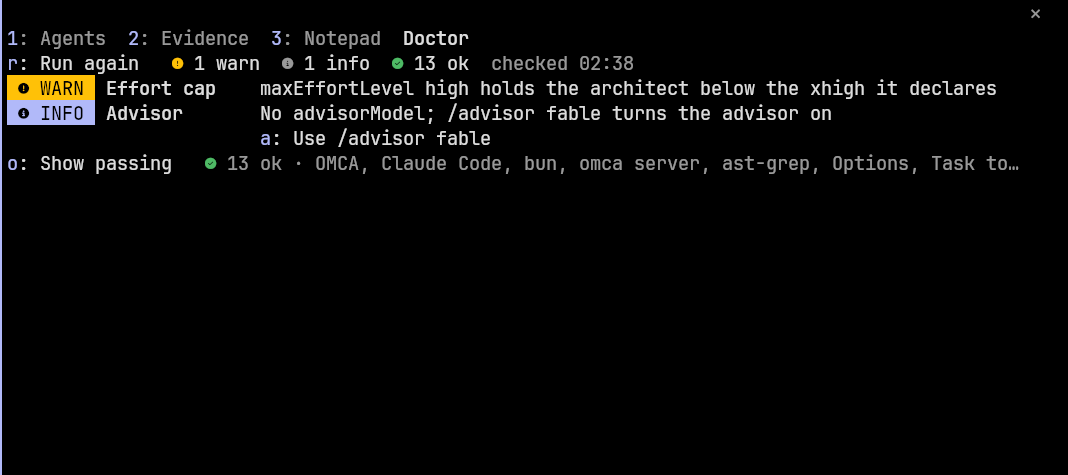 ×
1: Agents 2: Evidence 3: Notepad Doctor
r: Run again 1 warn 1 info 13 ok checked 02:38
WARN Effort cap maxEffortLevel high holds the architect below the xhigh it declares
INFO Advisor No advisorModel; /advisor fable turns the advisor on
a: Use /advisor fable
o: Show passing 13 ok · OMCA, Claude Code, bun, omca server, ast-grep, Options, Task to…